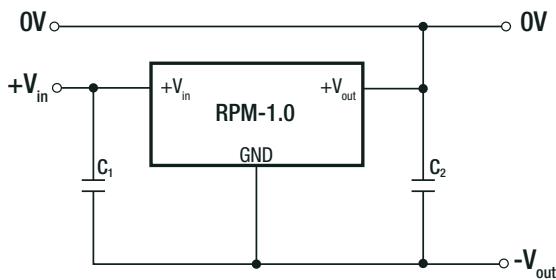 0V 0V
+Vin +Vin +Vout
RPM-1.0
GND
C1 C2
-Vout